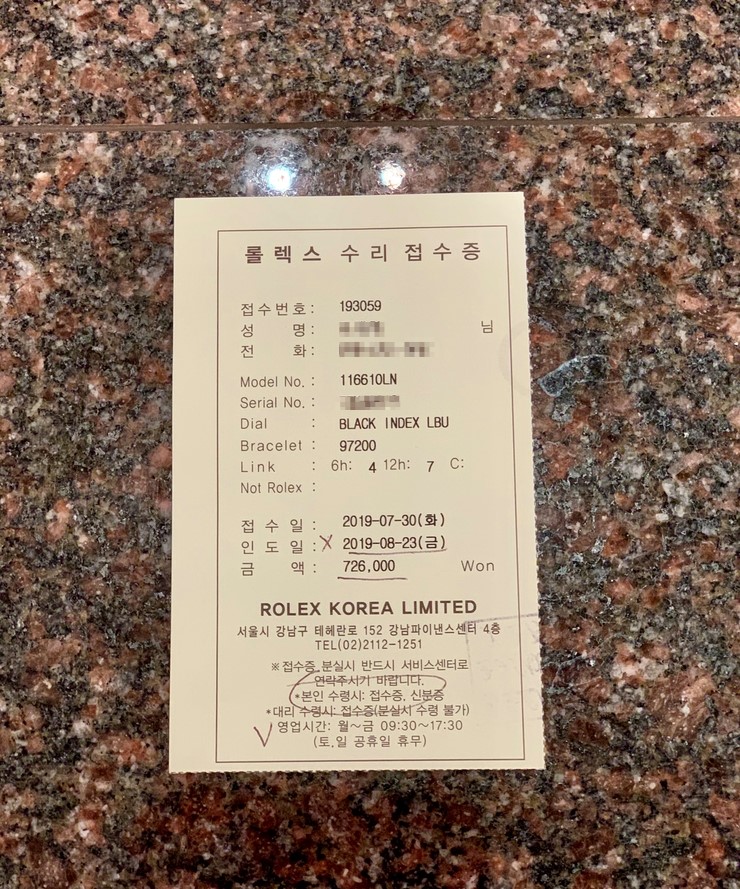 롤렉스 수리 접수증
접수번호: 193059
성 명: 님
전 화:
Model No. : 116610LN
Serial No. :
Dial : BLACK INDEX LBU
Bracelet : 97200
Link : 6h: 4 12h: 7 C:
Not Rolex :
접 수 일 : 2019-07-30(화)
인 도 일 : X 2019-08-23(금)
금 액 : 726,000 Won
ROLEX KOREA LIMITED
서울시 강남구 테헤란로 152 강남파이낸스센터 4층
TEL(02)2112-1251
※ 접수증 분실시 반드시 서비스센터로
연락주시기 바랍니다.
*본인 수령시: 접수증, 신분증
*대리 수령시: 접수증(분실시 수령 불가)
영업시간: 월~금 09:30~17:30
(토,일 공휴일 휴무)